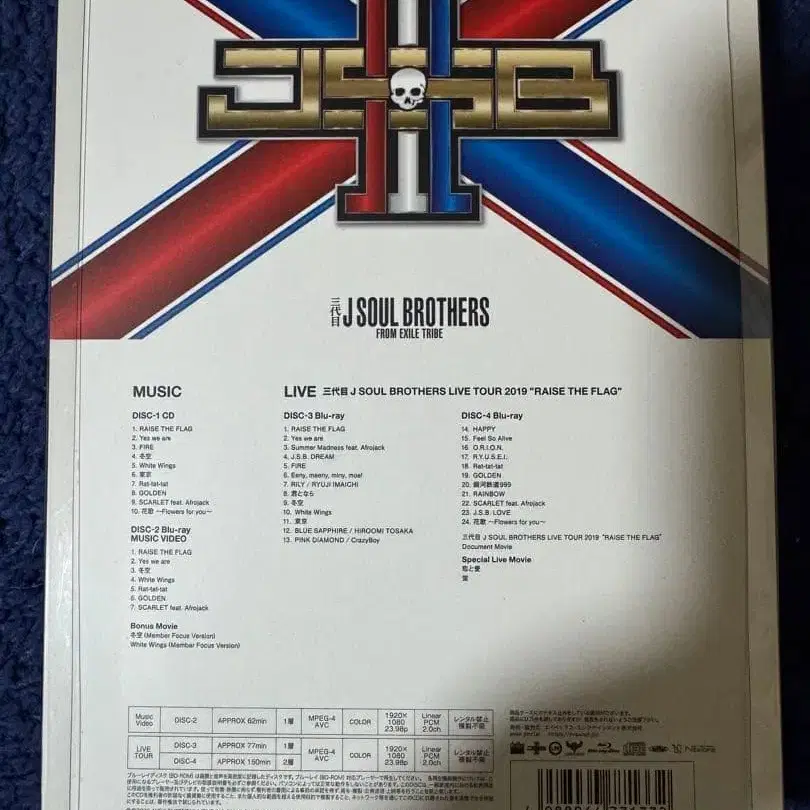 JSB
三代目 J SOUL BROTHERS
FROM EXILE TRIBE
MUSIC
DISC-1 CD
1. RAISE THE FLAG
2. Yes we are
3. FIRE
4. 冬空
5. White Wings
6. 東京
7. Rat-tat-tat
8. GOLDEN
9. SCARLET feat. Afrojack
10. 花歌 〜Flowers for you〜
DISC-2 Blu-ray
MUSIC VIDEO
1. RAISE THE FLAG
2. Yes we are
3. 冬空
4. White Wings
5. Rat-tat-tat
6. GOLDEN
7. SCARLET feat. Afrojack
Bonus Movie
冬空 (Member Focus Version)
White Wings (Member Focus Version)
LIVE 三代目 J SOUL BROTHERS LIVE TOUR 2019 "RAISE THE FLAG"
DISC-3 Blu-ray
1. RAISE THE FLAG
2. Yes we are
3. Summer Madness feat. Afrojack
4. J.S.B. DREAM
5. FIRE
6. Eeny, meeny, miny, moe!
7. RILY / RYUJI IMAICHI
8. 君となら
9. 冬空
10. White Wings
11. 東京
12. BLUE SAPPHIRE / HIROOMI TOSAKA
13. PINK DIAMOND / CrazyBoy
DISC-4 Blu-ray
14. HAPPY
15. Feel So Alive
16. O.R.I.O.N.
17. R.Y.U.S.E.I.
18. Rat-tat-tat
19. GOLDEN
20. 銀河鉄道999
21. RAINBOW
22. SCARLET feat. Afrojack
23. J.S.B. LOVE
24. 花歌 〜Flowers for you〜
三代目 J SOUL BROTHERS LIVE TOUR 2019 "RAISE THE FLAG"
Document Movie
Special Live Movie
恋と愛
蛍
Music Video DISC-2 APPROX 62min 1層 MPEG-4 AVC COLOR 1920× 1080 23.98p Linear PCM 2.0ch レンタル禁止 複製不能
LIVE TOUR DISC-3 APPROX 77min 1層 MPEG-4 AVC COLOR 1920× 1080 23.98p Linear PCM 2.0ch レンタル禁止 複製不能
DISC-4 APPROX 150min 2層